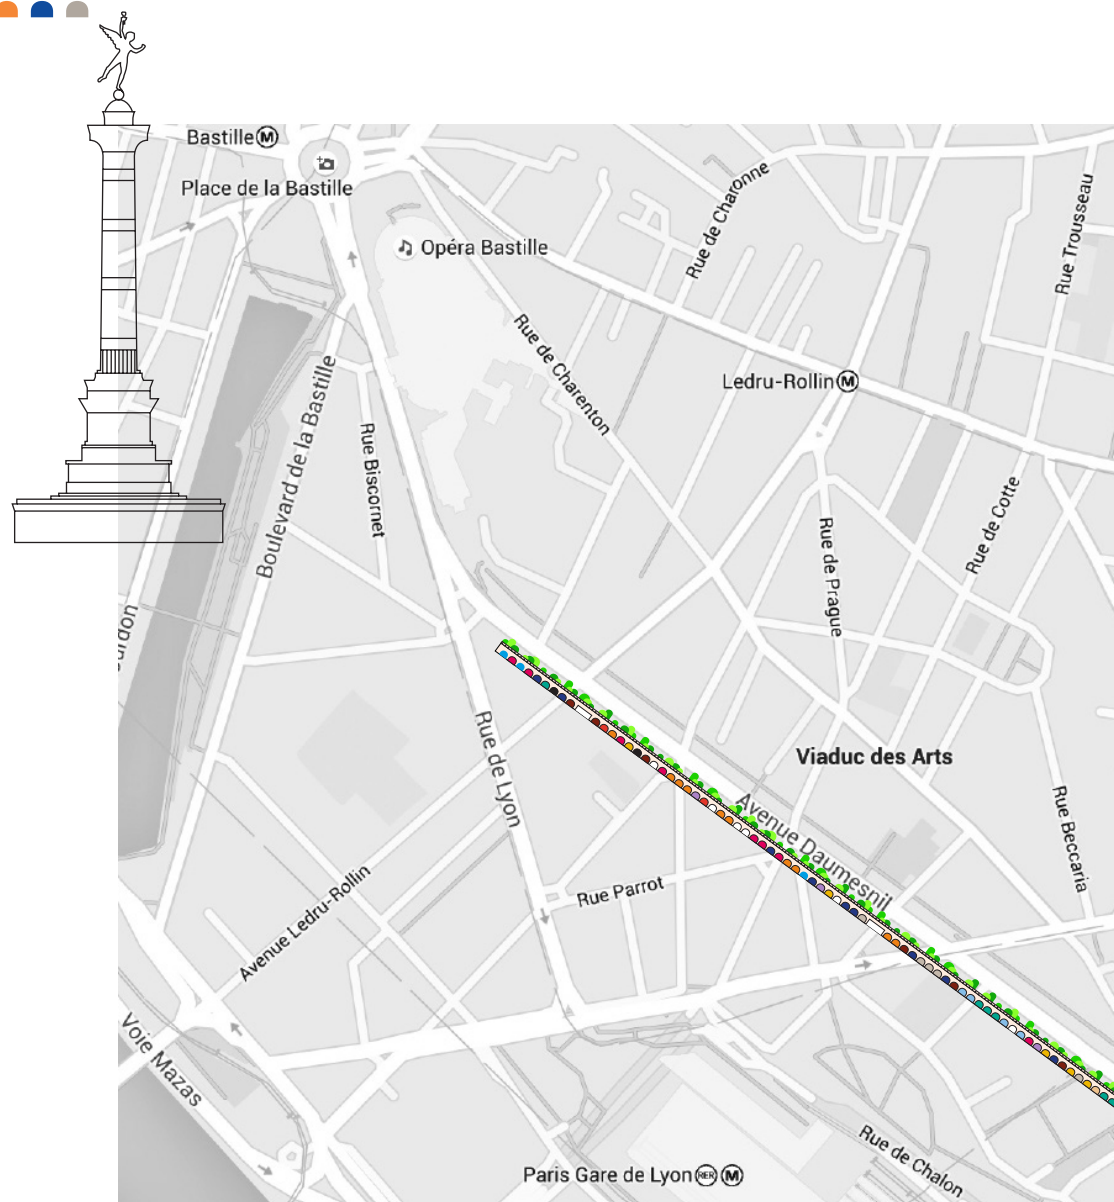 Bastille M
Place de la Bastille
Opéra Bastille
Rue de Charonne
Rue Trousseau
Rue de Charenton
Ledru-Rollin M
Boulevard de la Bastille
Rue Biscornet
Rue de Cotte
Rue de Prague
Rue de Lyon
Viaduc des Arts
Avenue Daumesnil
Rue Beccaria
Rue Parrot
Avenue Ledru-Rollin
Voie Mazas
Rue de Chalon
Paris Gare de Lyon RER M